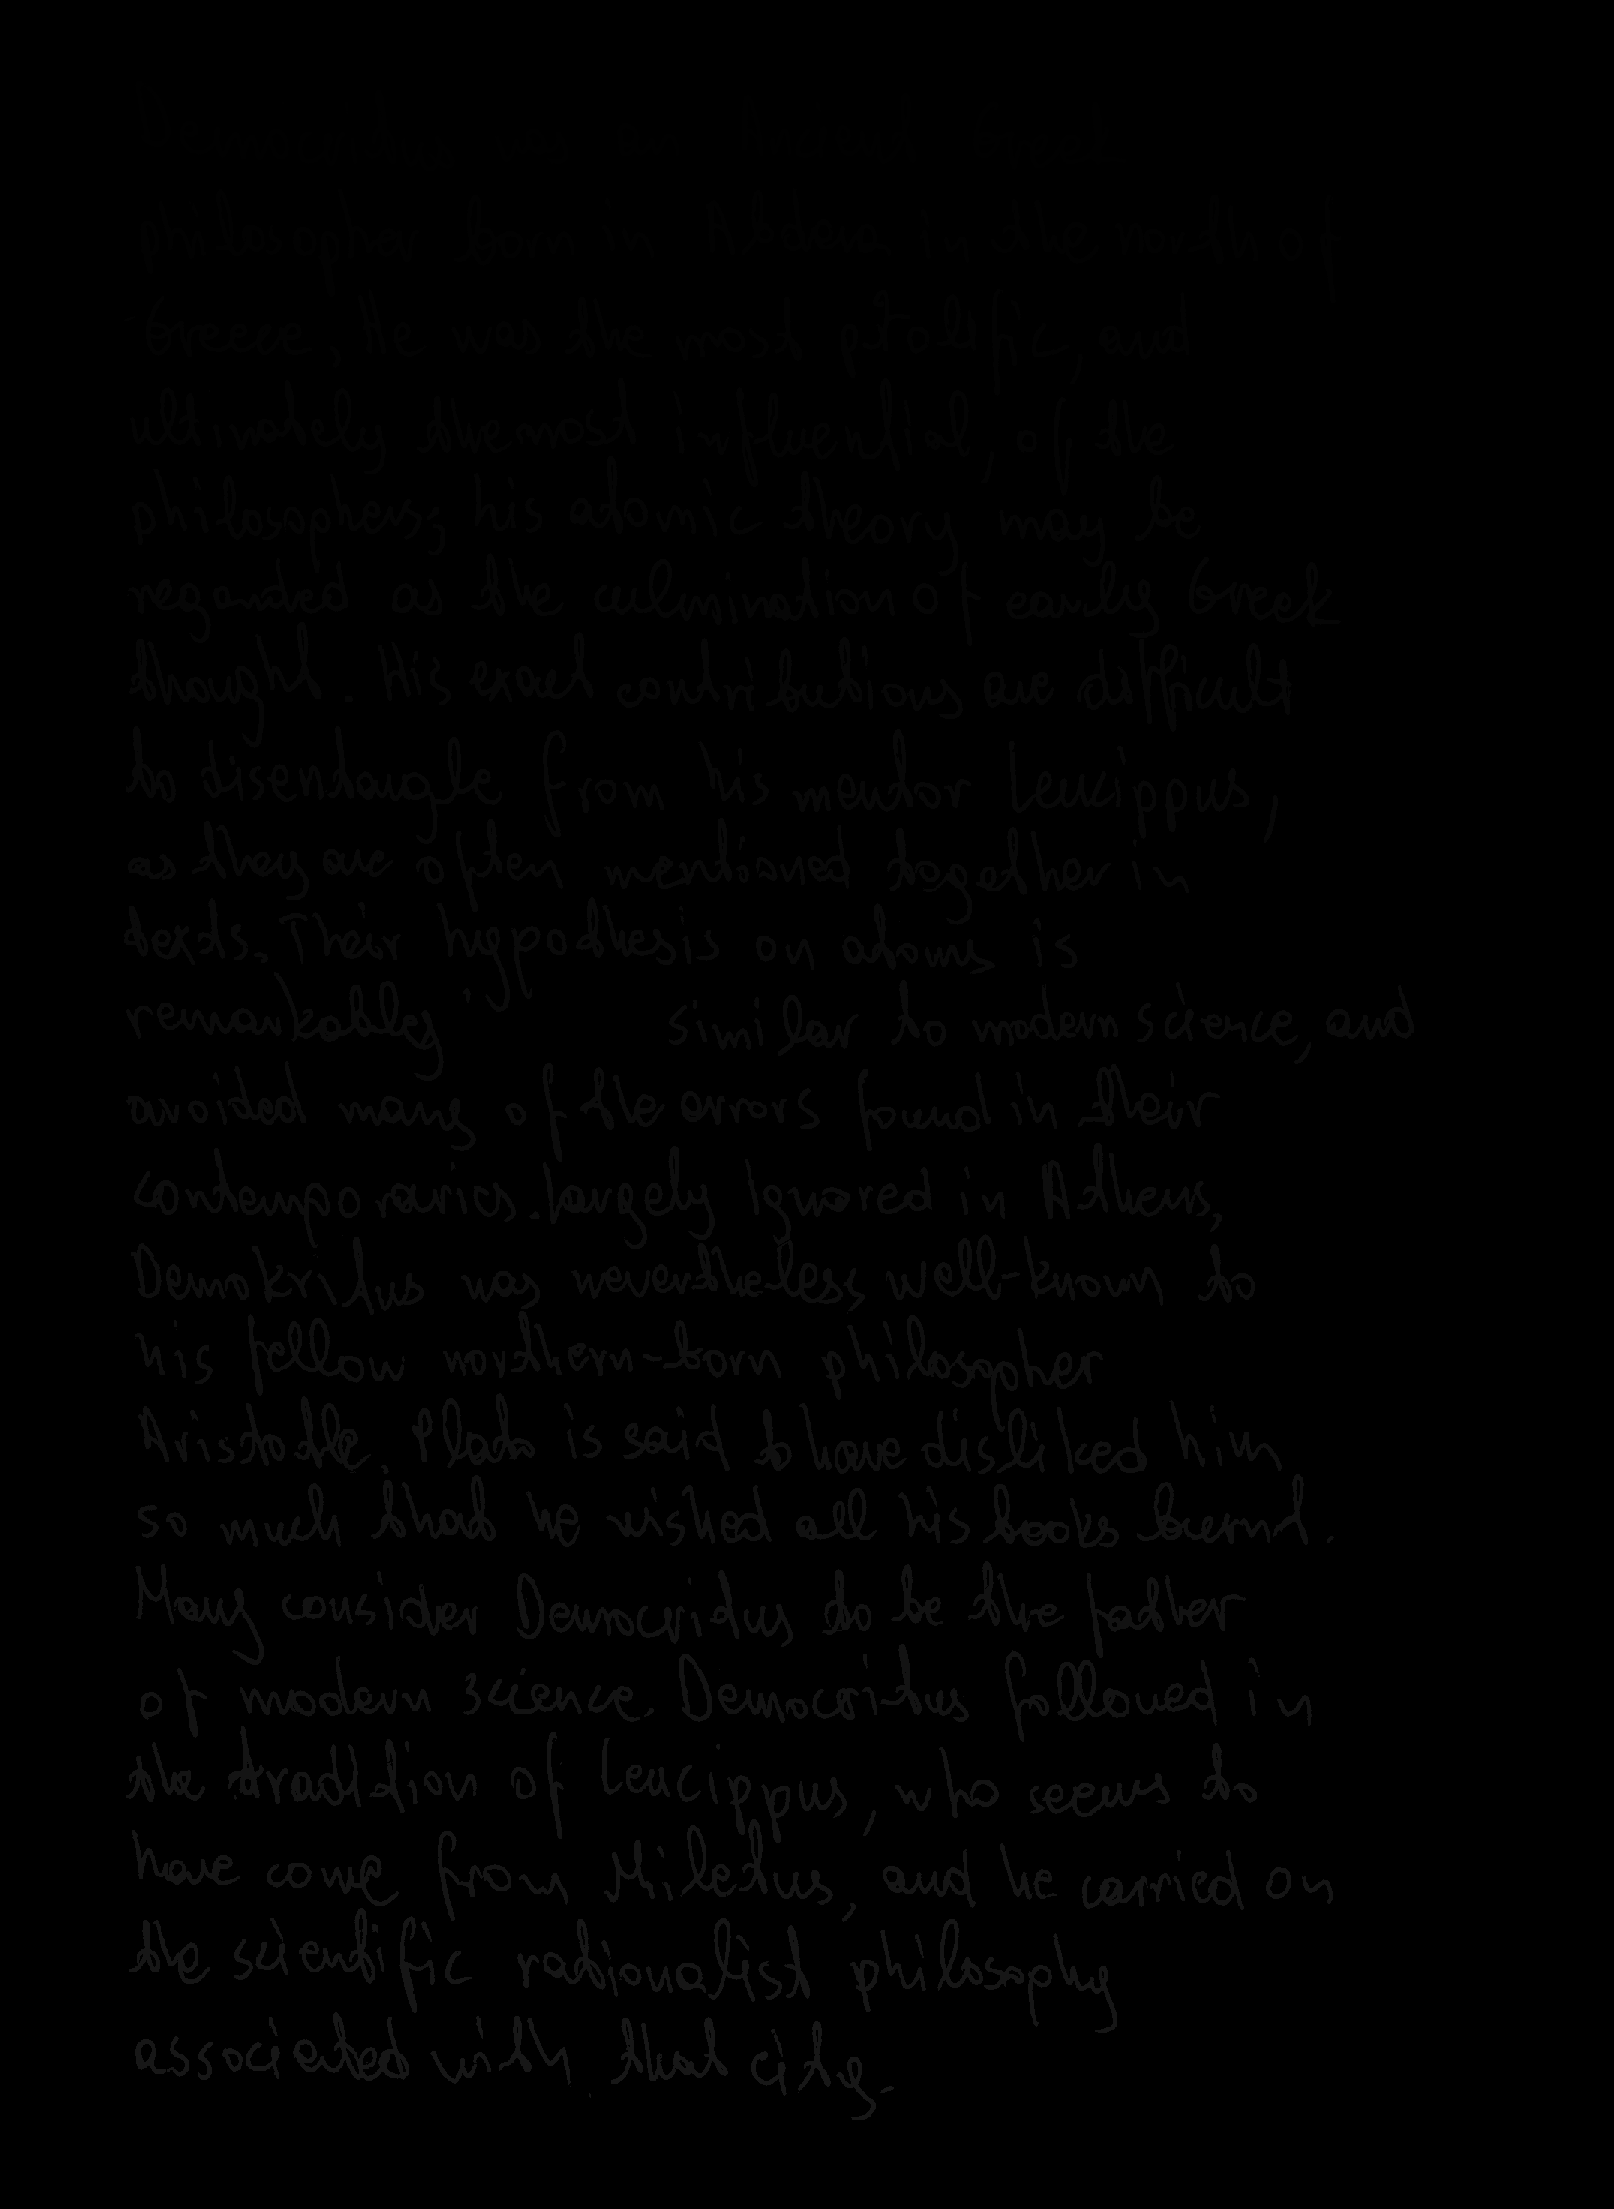 Democritus was an Ancient Greek
philosopher born in Abdera in the north of
Greece. He was the most prolific, and
ultimately the most influential, of the
philosophers; his atomic theory may be
regarded as the culmination of early Greek
thought. His exact contributions are difficult
to disentangle from his mentor Leucippus,
as they are often mentioned together in
texts. Their hypothesis on atoms is
remarkably similar to modern science, and
avoided many of the errors found in their
contemporaries. Largely ignored in Athens,
Demokritus was nevertheless well-known to
his fellow northern-born philosopher
Aristotle. Plato is said to have disliked him
so much that he wished all his books burnt.
Many consider Democritus to be the father
of modern science. Democritus followed in
the tradition of Leucippus, who seems to
have come from Miletus, and he carried on
the scientific rationalist philosophy
associated with that city.